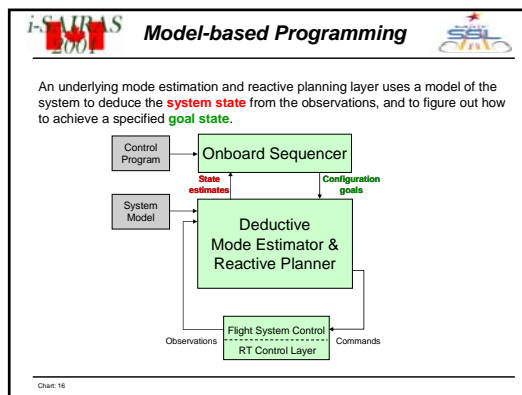 i-SAIRAS
2001
Model-based Programming
SSL
An underlying mode estimation and reactive planning layer uses a model of the
system to deduce the system state from the observations, and to figure out how
to achieve a specified goal state.
Control
Program
Onboard Sequencer
State
estimates
Configuration
goals
System
Model
Deductive
Mode Estimator &
Reactive Planner
Flight System Control
Observations
Commands
RT Control Layer
Chart: 16